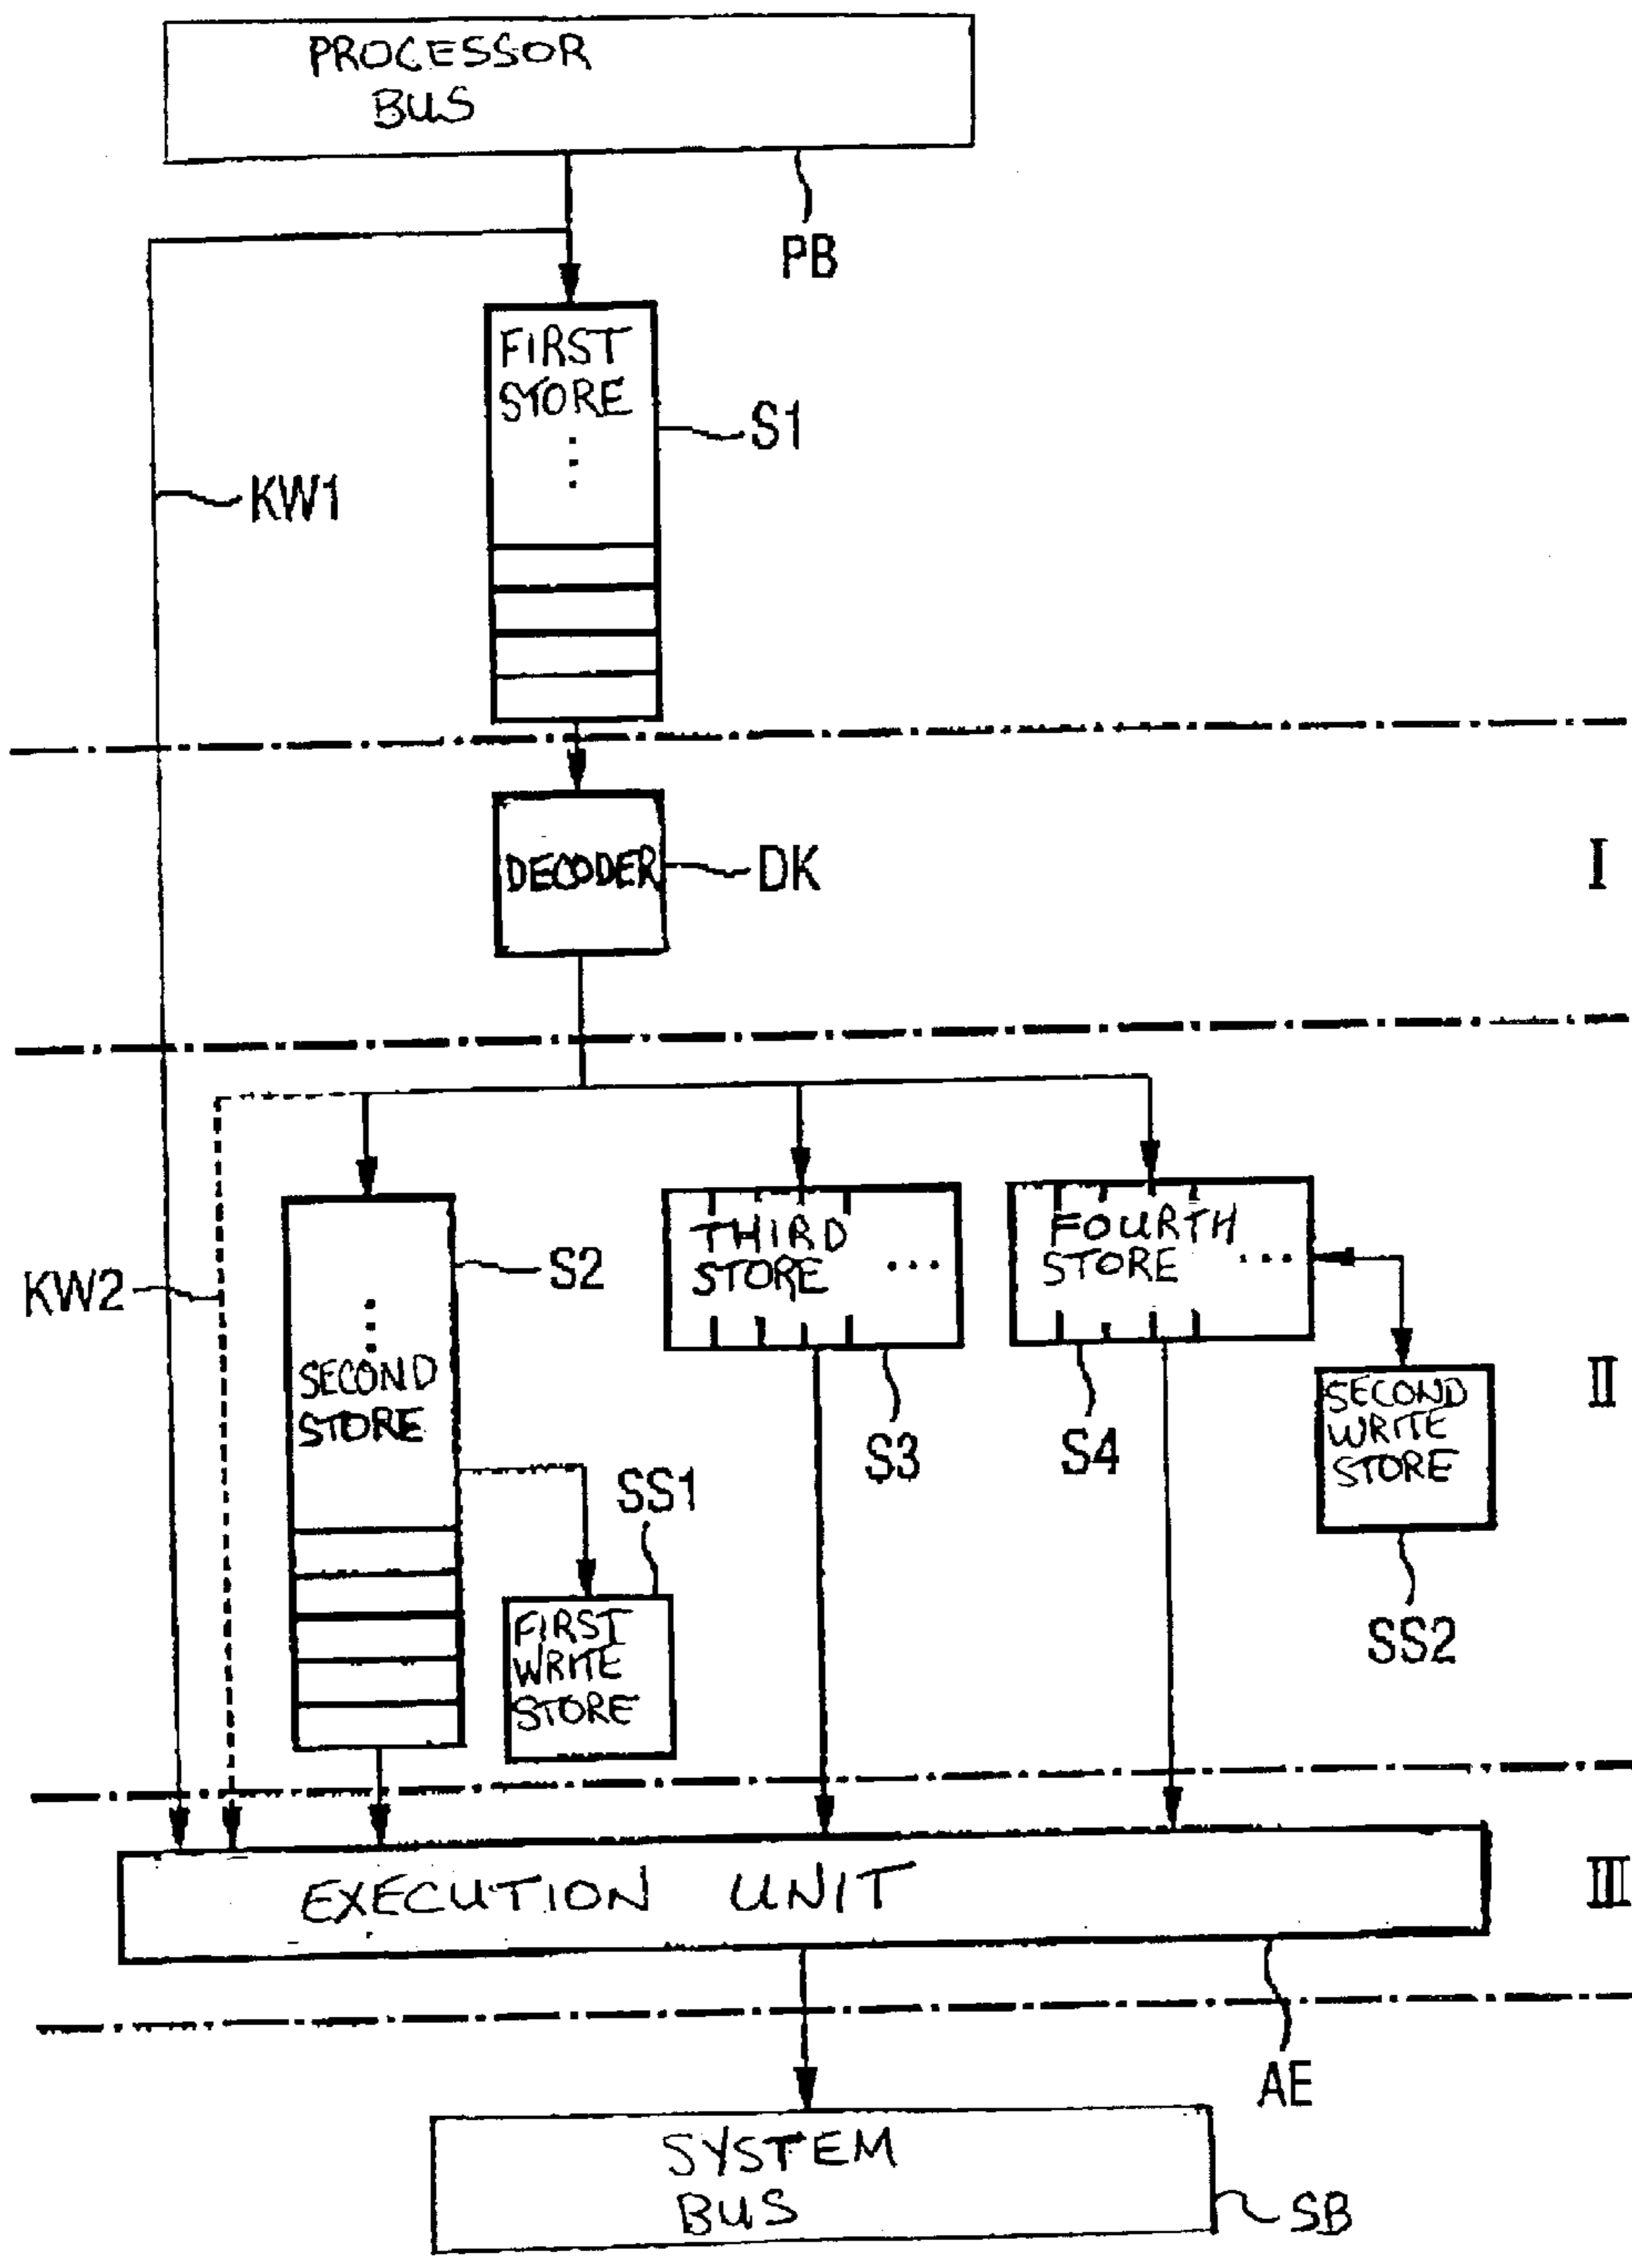 PROCESSOR
BUS
PB
FIRST
STORE
S1
KW1
DECODER
DK
I
THIRD
STORE
FOURTH
STORE
S2
KW2
SECOND
STORE
S3
S4
SECOND
WRITE
STORE
II
SS1
FIRST
WRITE
STORE
SS2
EXECUTION UNIT
III
AE
SYSTEM
BUS
SB